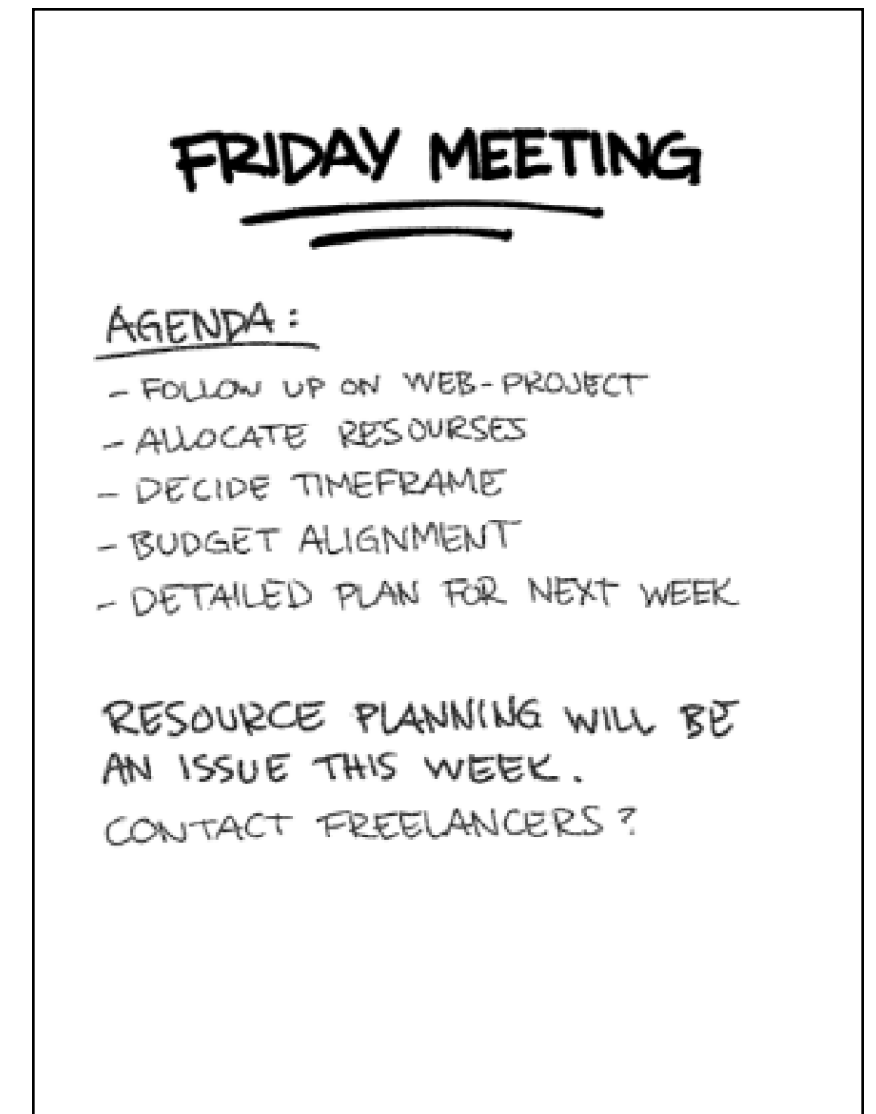 FRIDAY MEETING
AGENDA:
- FOLLOW UP ON WEB-PROJECT
- ALLOCATE RESOURSES
- DECIDE TIMEFRAME
- BUDGET ALIGNMENT
- DETAILED PLAN FOR NEXT WEEK
RESOURCE PLANNING WILL BE
AN ISSUE THIS WEEK.
CONTACT FREELANCERS?